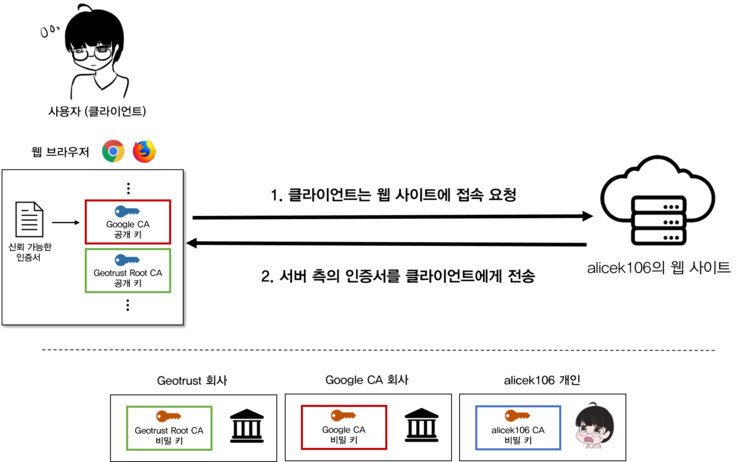 사용자 (클라이언트)
웹 브라우저
신뢰 가능한
인증서
Google CA
공개 키
Geotrust Root CA
공개 키
1. 클라이언트는 웹 사이트에 접속 요청
2. 서버 측의 인증서를 클라이언트에게 전송
alicek106의 웹 사이트
Geotrust 회사
Google CA 회사
alicek106 개인
Geotrust Root CA
비밀 키
Google CA
비밀 키
alicek106 CA
비밀 키